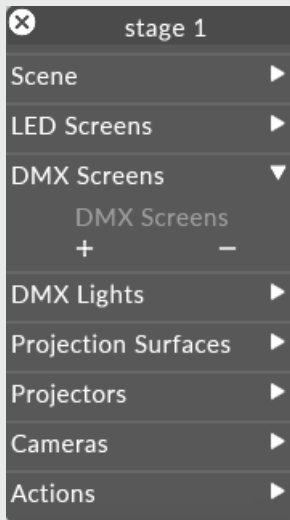 stage 1
Scene
LED Screens
DMX Screens
DMX Screens
+ −
DMX Lights
Projection Surfaces
Projectors
Cameras
Actions